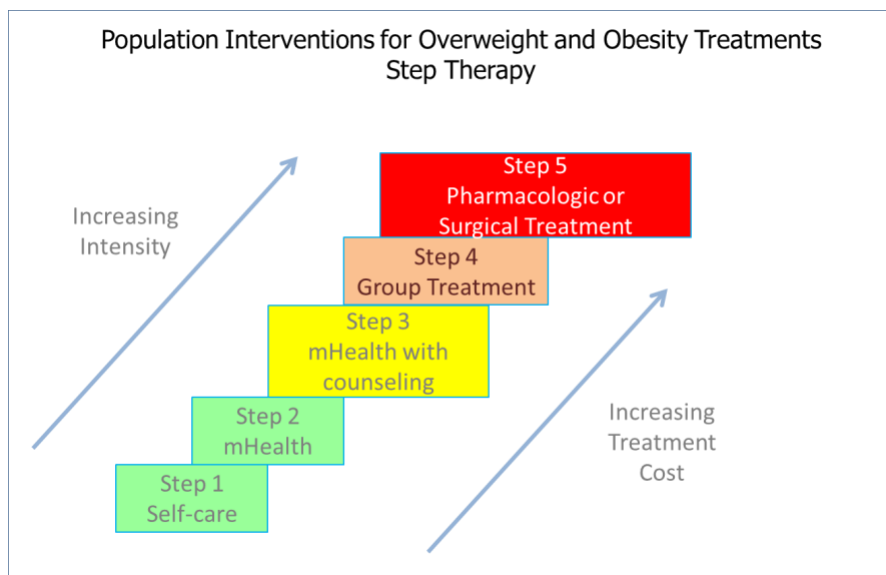 Population Interventions for Overweight and Obesity Treatments
Step Therapy
Increasing
Intensity
Step 5
Pharmacologic or
Surgical Treatment
Step 4
Group Treatment
Step 3
mHealth with
counseling
Step 2
mHealth
Step 1
Self-care
Increasing
Treatment
Cost